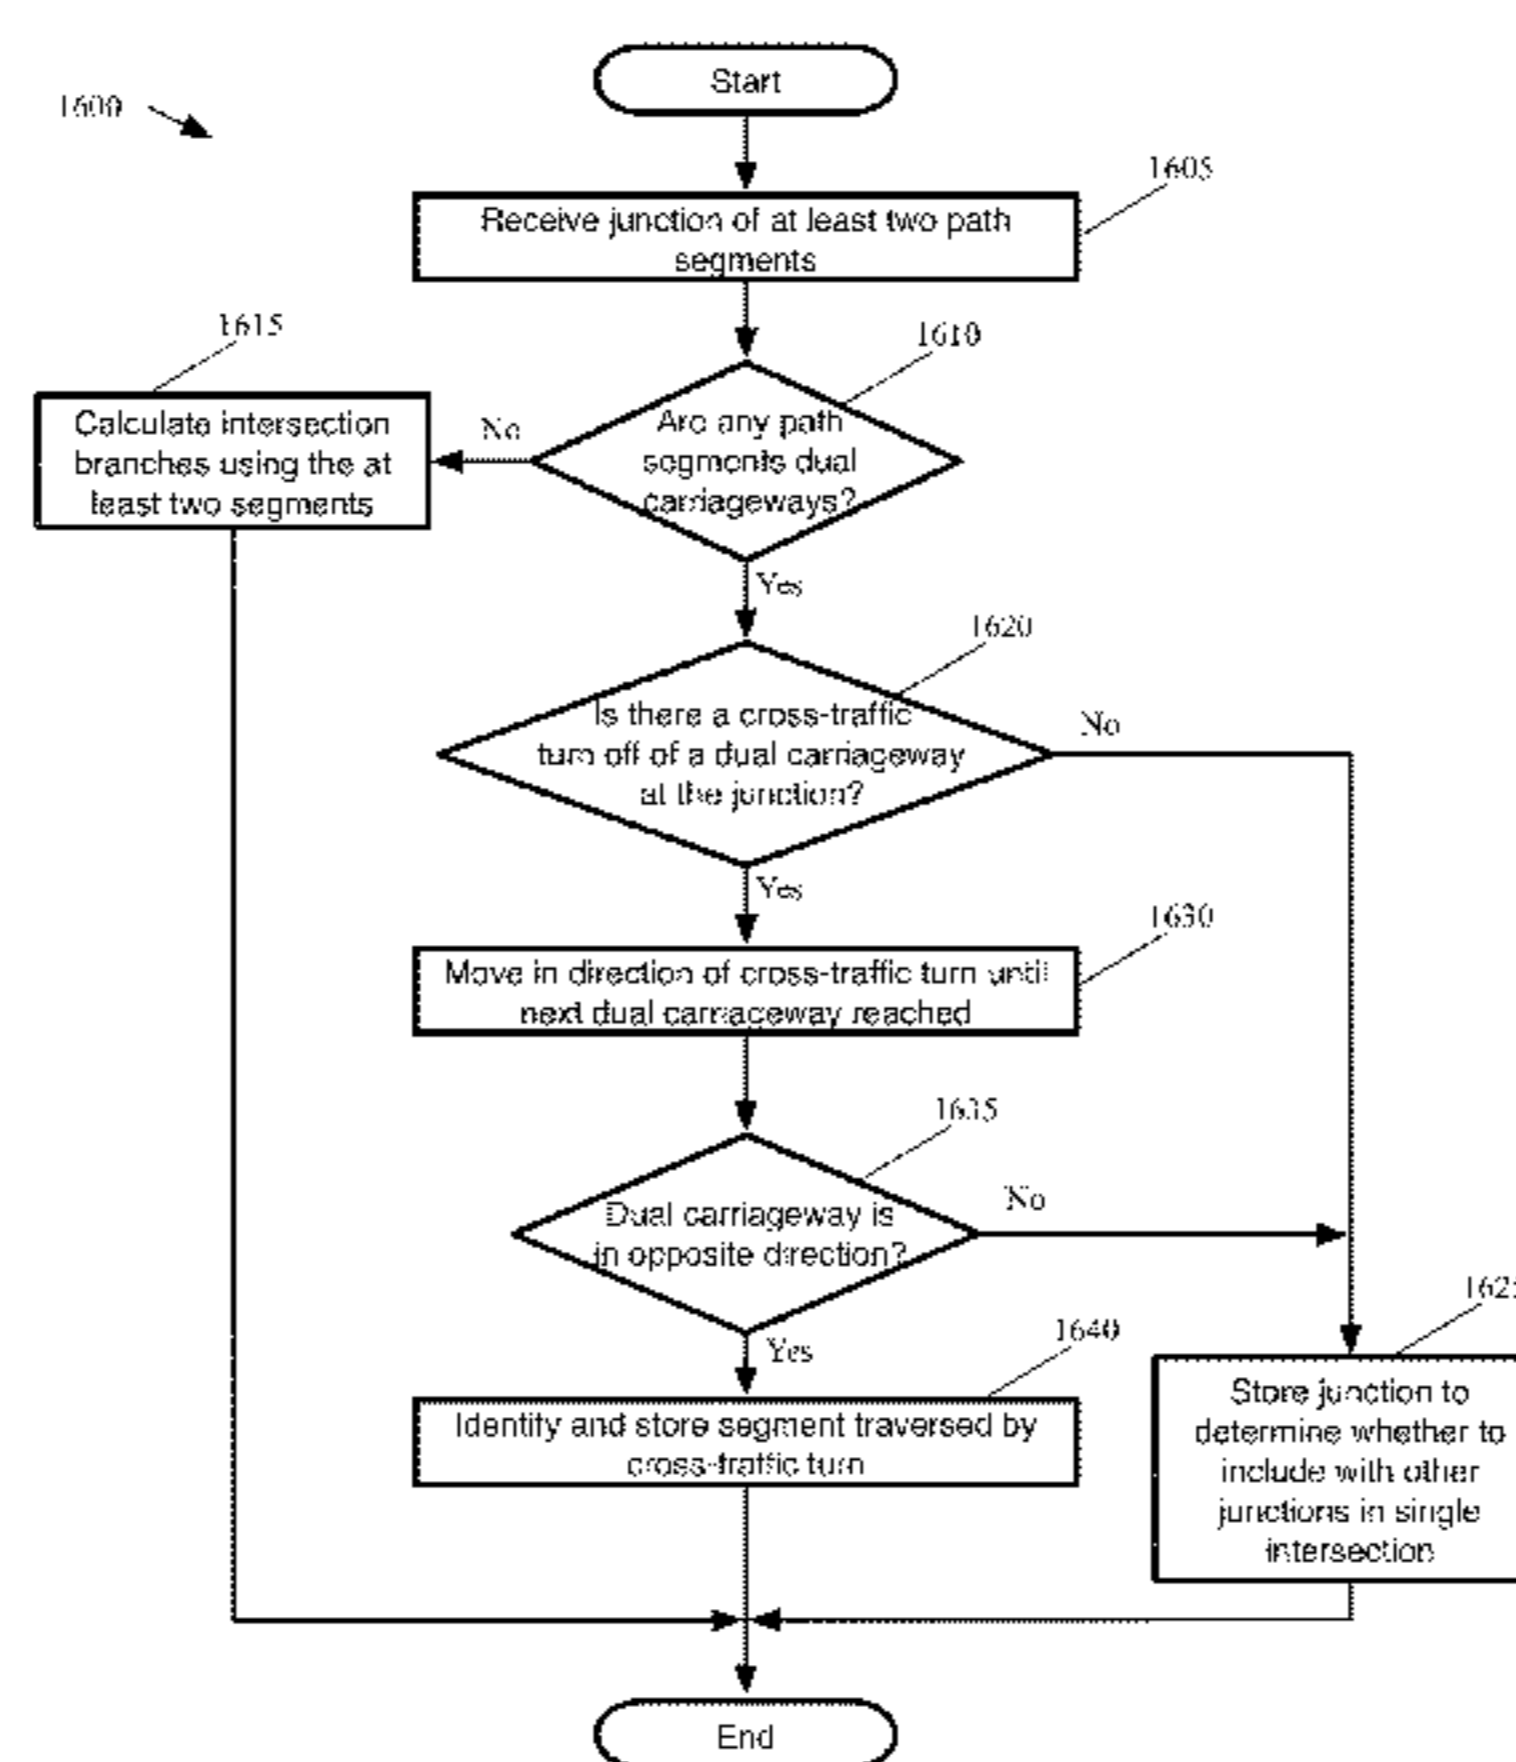 Start
1600
1605
Receive junction of at least two path
segments
1615
1610
Calculate intersection
branches using the at
least two segments
No
Are any path
segments dual
carriageways?
Yes
1620
Is there a cross-traffic
turn off of a dual carriageway
at the junction?
No
Yes
1630
Move in direction of cross-traffic turn until
next dual carriageway reached
1635
Dual carriageway is
in opposite direction?
No
Yes
1640
Identify and store segment traversed by
cross-traffic turn
Store junction to
determine whether to
include with other
junctions in single
intersection
End